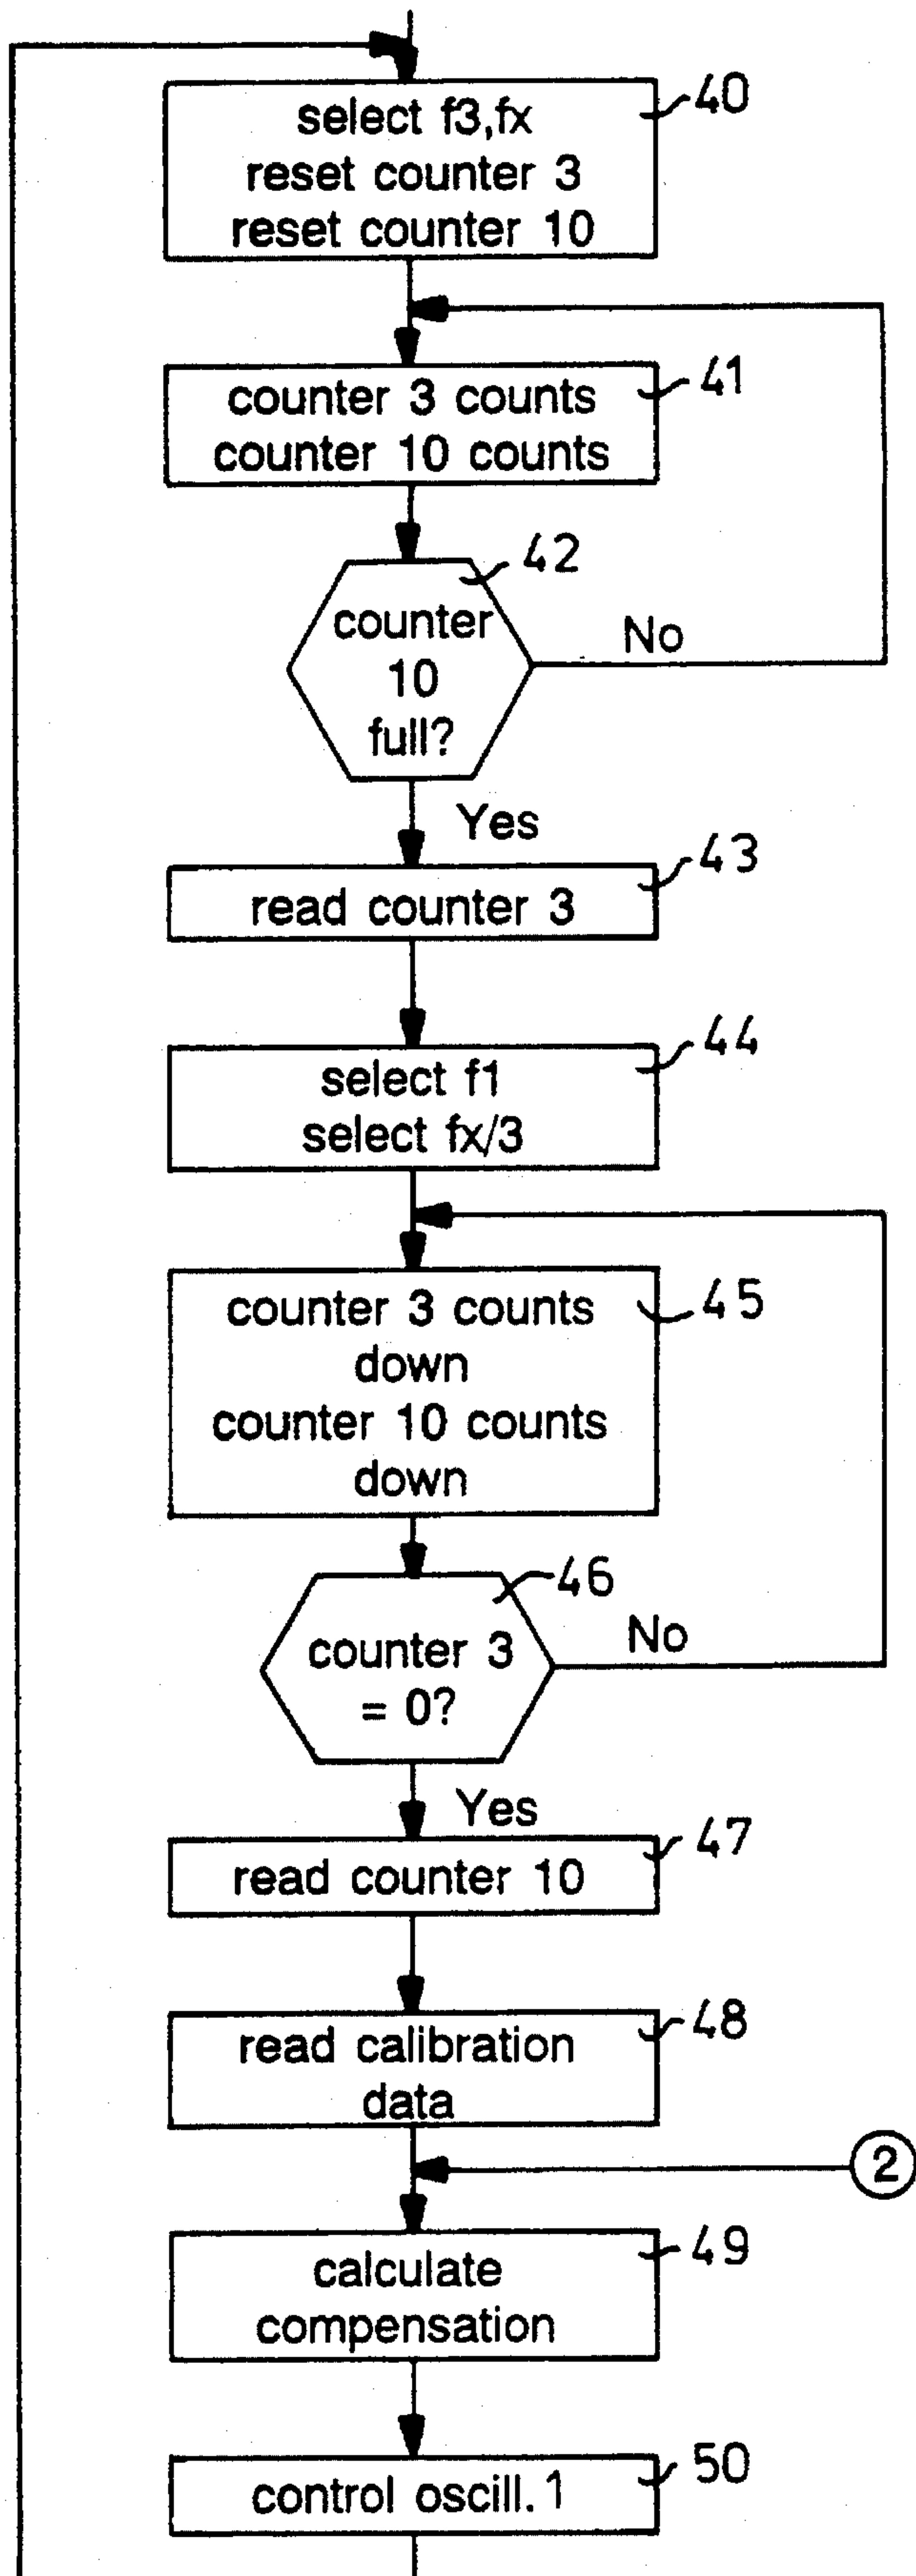 40
select f3,fx
reset counter 3
reset counter 10
41
counter 3 counts
counter 10 counts
42
counter
10
full?
No
Yes
43
read counter 3
44
select f1
select fx/3
45
counter 3 counts
down
counter 10 counts
down
46
counter 3
= 0?
No
Yes
47
read counter 10
48
read calibration
data
2
49
calculate
compensation
50
control oscill.1